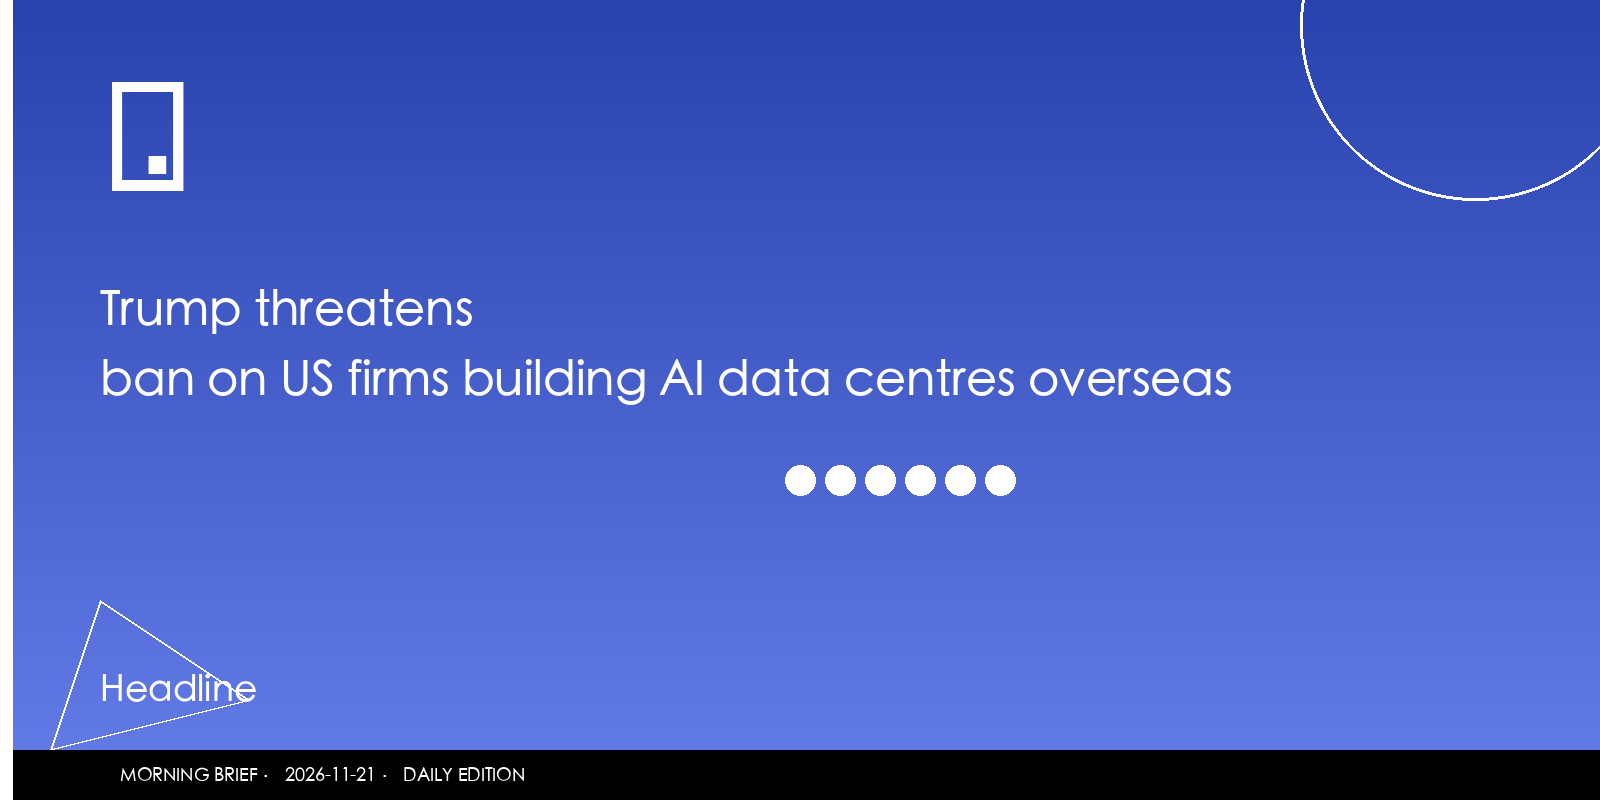 Trump threatens
ban on US firms building AI data centres overseas
Headline
MORNING BRIEF · 2026-11-21 · DAILY EDITION